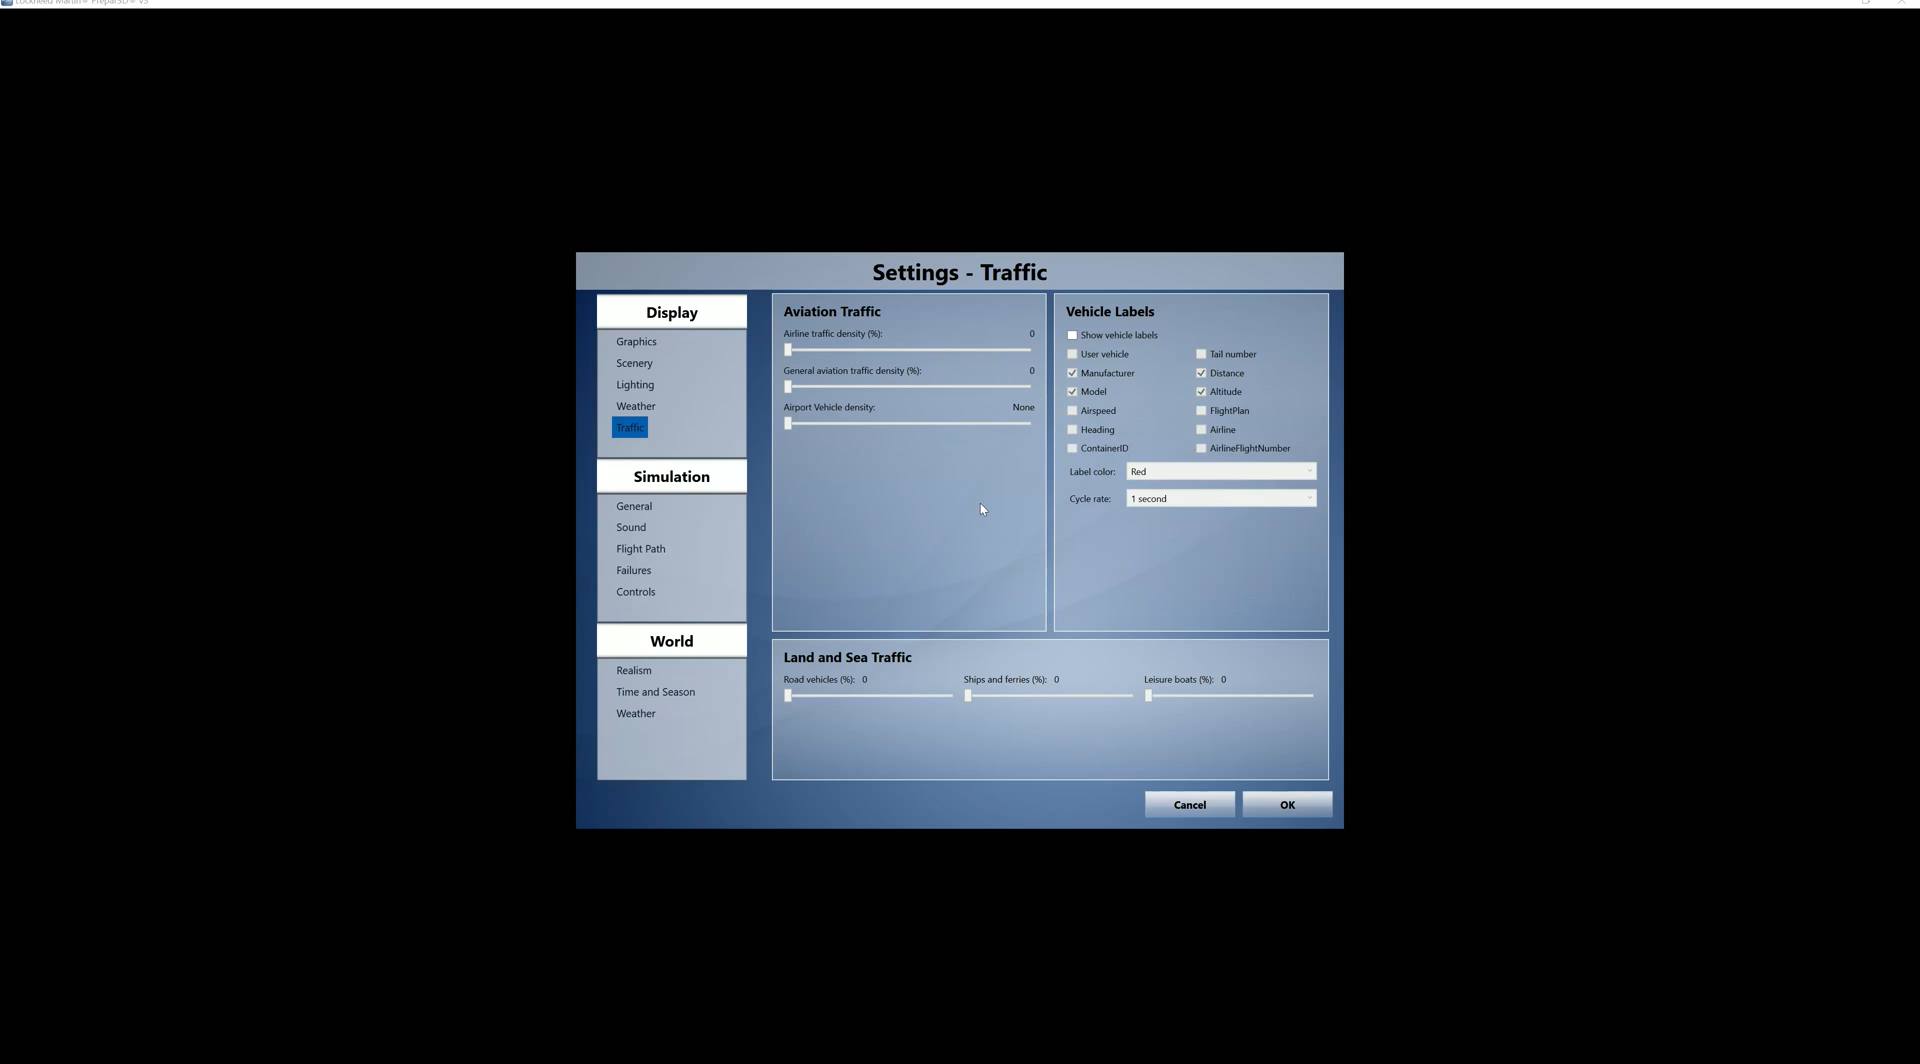 Lockheed Martin® Prepar3D® v3
Settings - Traffic
Display
Graphics
Scenery
Lighting
Weather
Traffic
Simulation
General
Sound
Flight Path
Failures
Controls
World
Realism
Time and Season
Weather
Aviation Traffic
Airline traffic density (%): 0
General aviation traffic density (%): 0
Airport Vehicle density: None
Vehicle Labels
Show vehicle labels
User vehicle Tail number
Manufacturer Distance
Model Altitude
Airspeed FlightPlan
Heading Airline
ContainerID AirlineFlightNumber
Label color: Red
Cycle rate: 1 second
Land and Sea Traffic
Road vehicles (%): 0 Ships and ferries (%): 0 Leisure boats (%): 0
Cancel OK